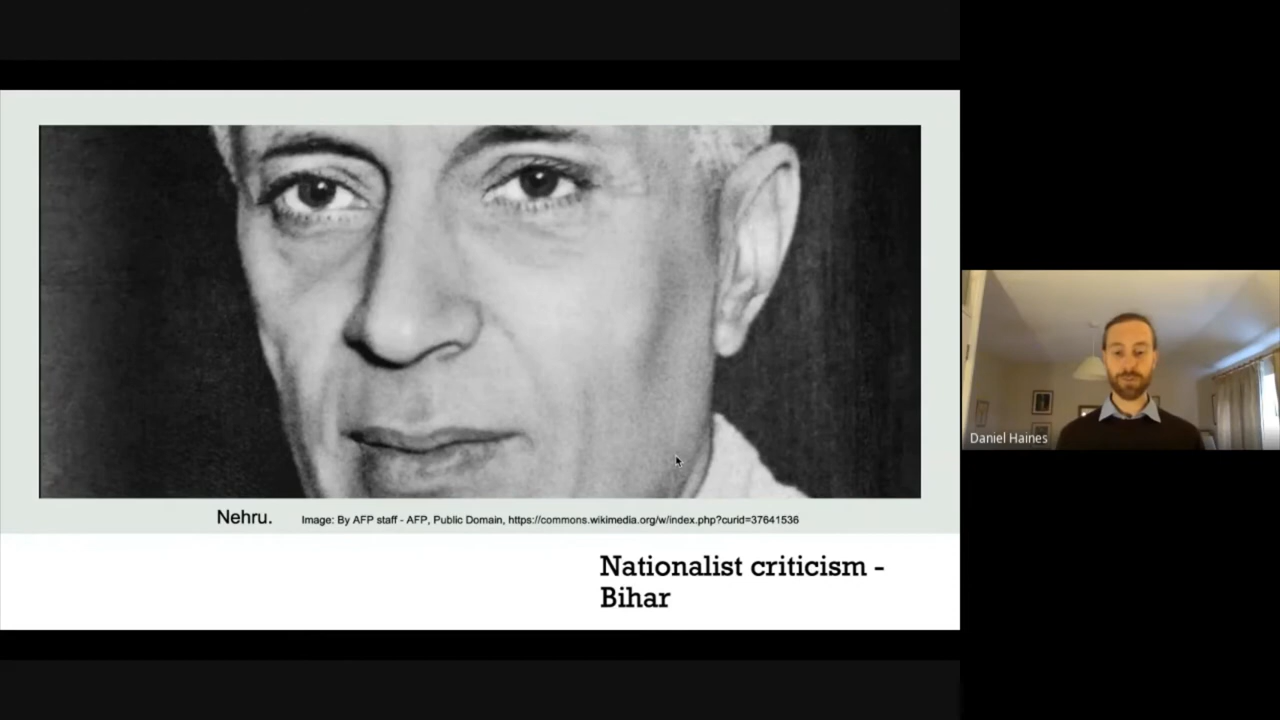 Nehru.
Image: By AFP staff - AFP, Public Domain, https://commons.wikimedia.org/w/index.php?curid=37641536
Nationalist criticism -
Bihar
Daniel Haines